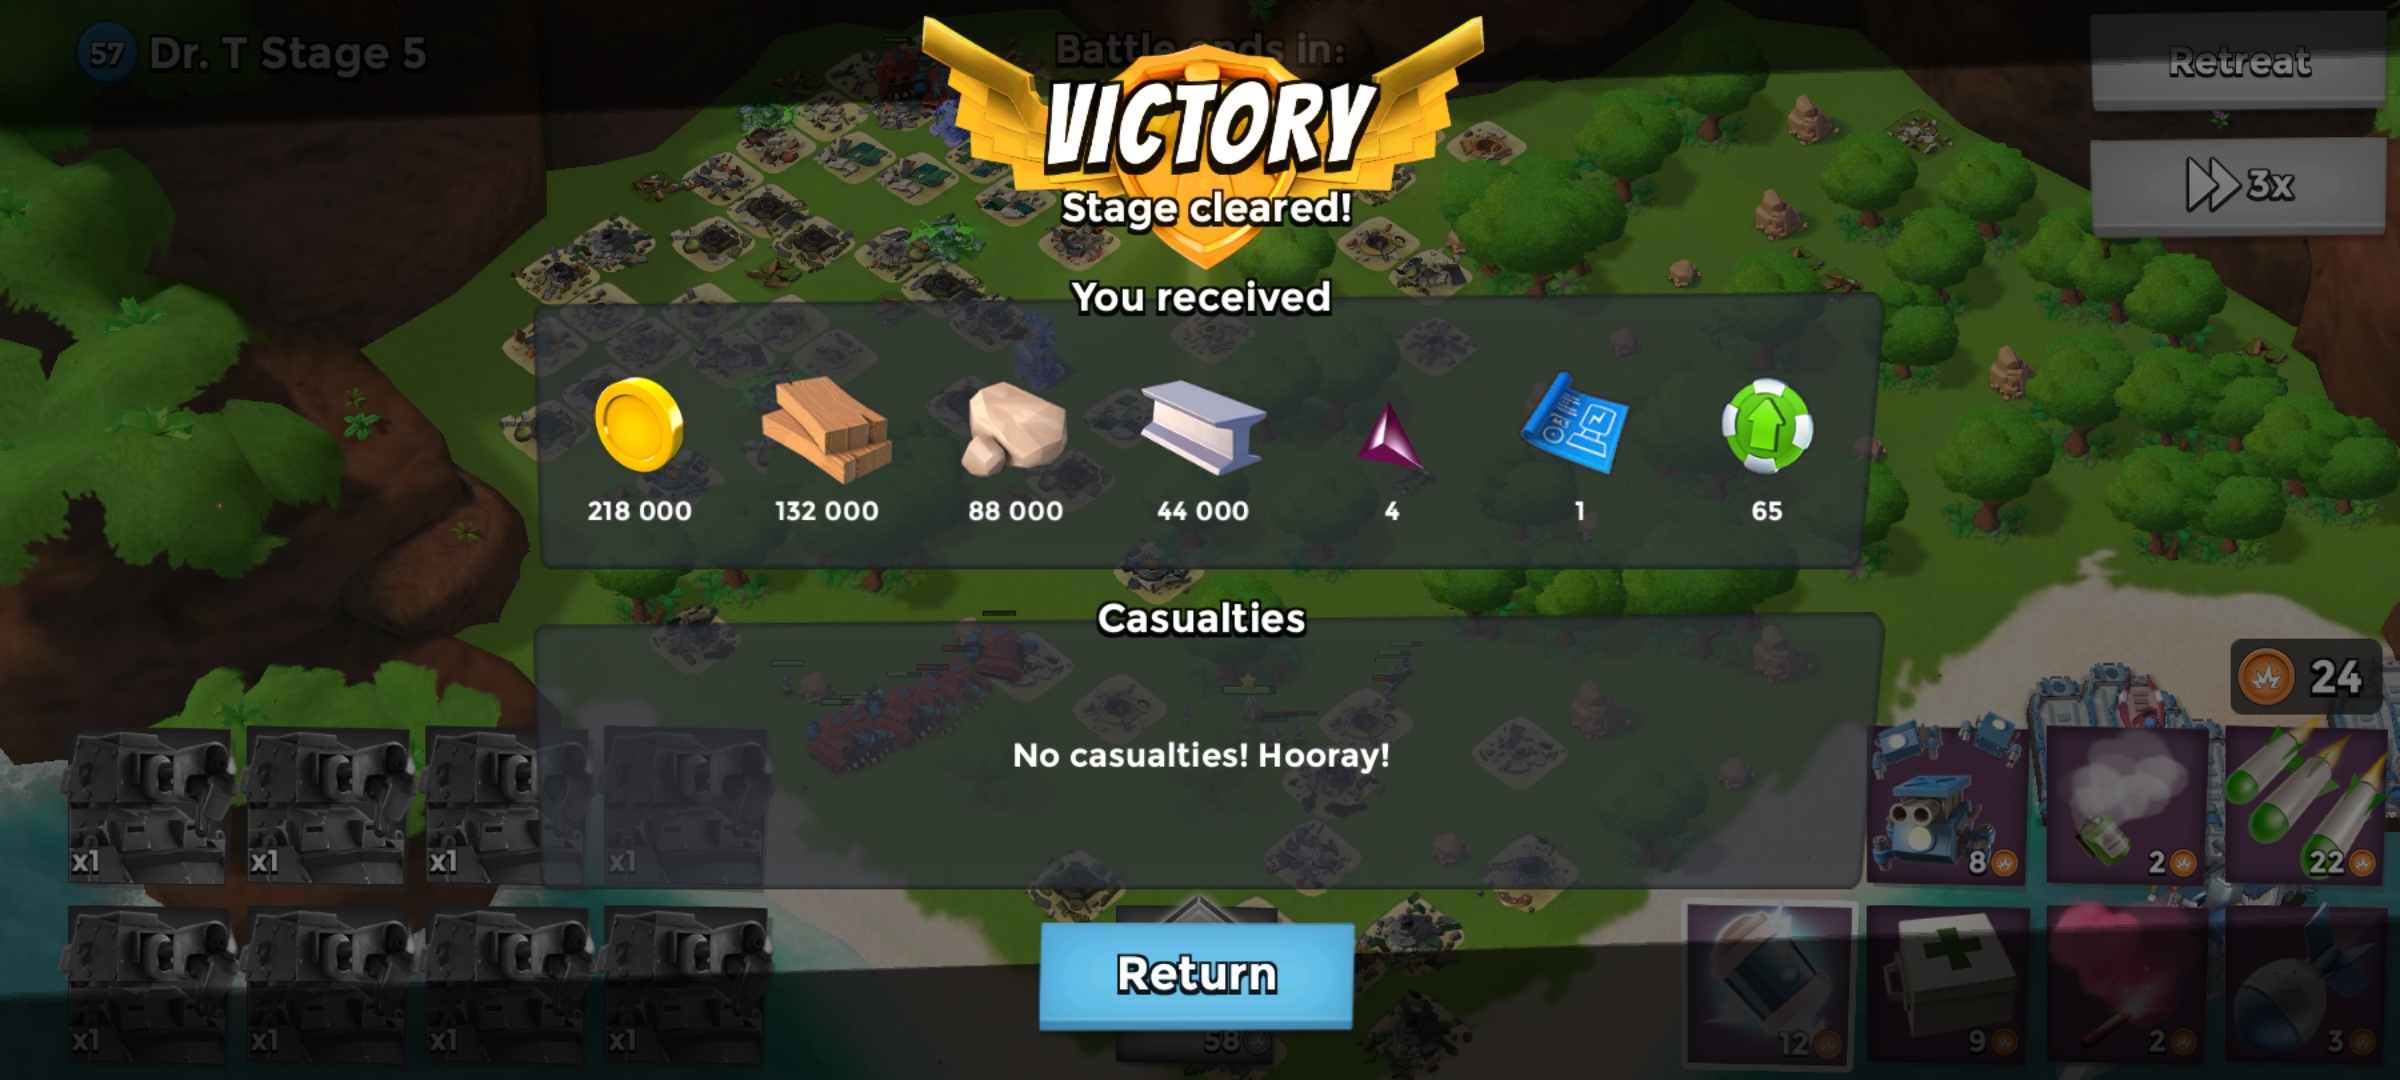 57 Dr. T Stage 5
Battle ends in:
Retreat
3x
VICTORY
Stage cleared!
You received
218 000
132 000
88 000
44 000
4
1
65
Casualties
No casualties! Hooray!
24
x1 x1 x1 x1
8 2 22
Return
x1 x1 x1 x1
58
12 9 2 3